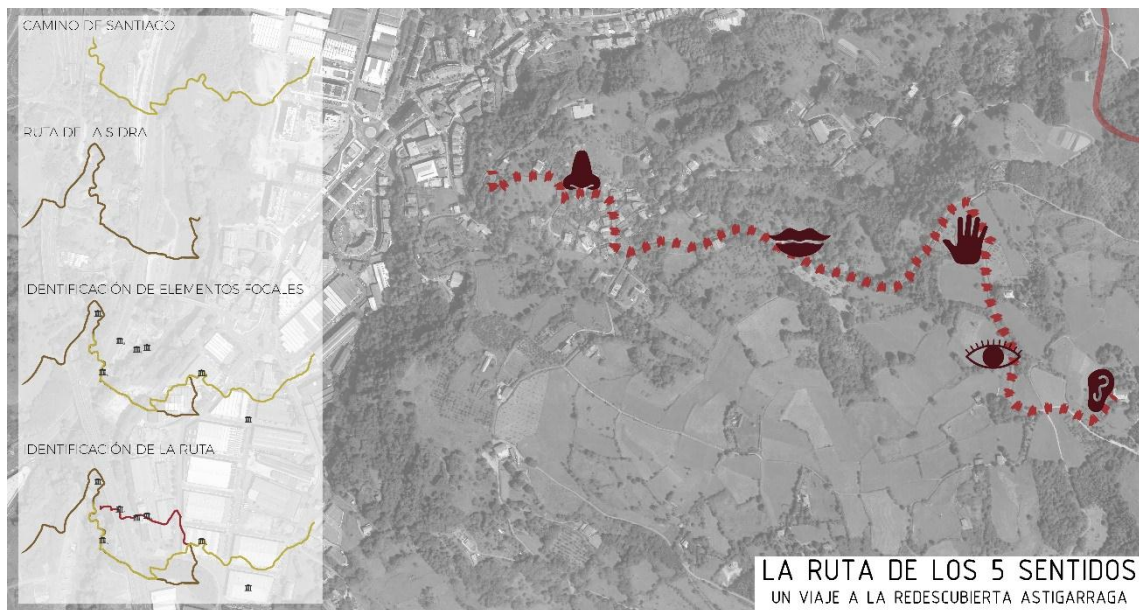 CAMINO DE SANTIAGO
RUTA DE LA SIDRA
IDENTIFICACIÓN DE ELEMENTOS FOCALES
IDENTIFICACIÓN DE LA RUTA
LA RUTA DE LOS 5 SENTIDOS
UN VIAJE A LA REDESCUBIERTA ASTIGARRAGA